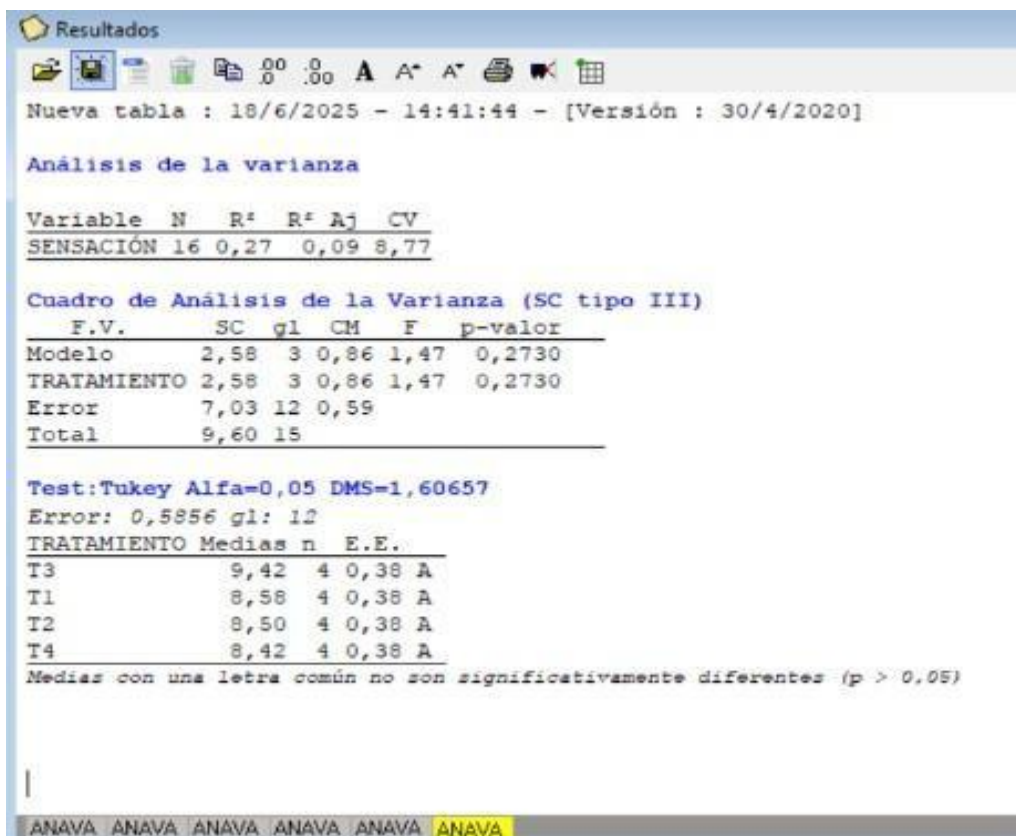 Resultados
Nueva tabla : 18/6/2025 - 14:41:44 - [Versión : 30/4/2020]
Análisis de la varianza
Variable N R² R² Aj CV
SENSACIÓN 16 0,27 0,09 8,77
Cuadro de Análisis de la Varianza (SC tipo III)
F.V. SC gl CM F p-valor
Modelo 2,58 3 0,86 1,47 0,2730
TRATAMIENTO 2,58 3 0,86 1,47 0,2730
Error 7,03 12 0,59
Total 9,60 15
Test:Tukey Alfa=0,05 DMS=1,60657
Error: 0,5856 gl: 12
TRATAMIENTO Medias n E.E.
T3 9,42 4 0,38 A
T1 8,58 4 0,38 A
T2 8,50 4 0,38 A
T4 8,42 4 0,38 A
Medias con una letra común no son significativamente diferentes (p > 0,05)
ANAVA ANAVA ANAVA ANAVA ANAVA ANAVA